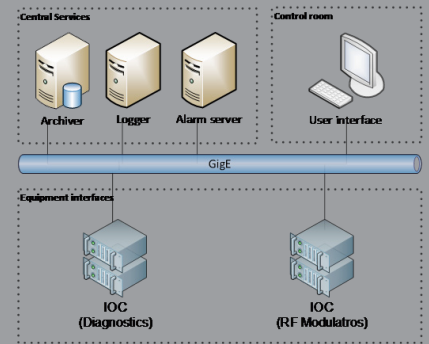 Central Services
Control room
Archiver
Logger
Alarm server
User interface
GigE
Equipment interfaces
IOC
(Diagnostics)
IOC
(RF Modulatros)